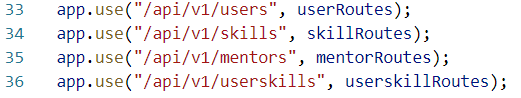 33 app.use("/api/v1/users", userRoutes);
34 app.use("/api/v1/skills", skillRoutes);
35 app.use("/api/v1/mentors", mentorRoutes);
36 app.use("/api/v1/userskills", userskillRoutes);